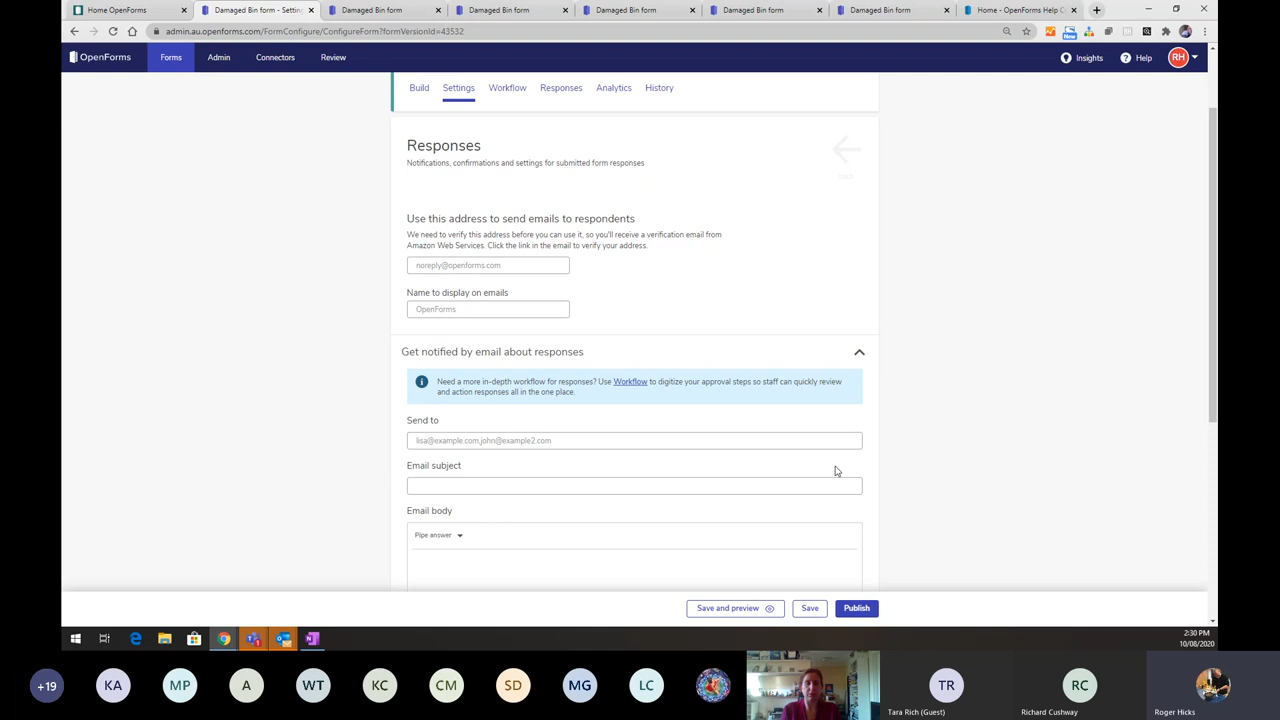 Home OpenForms
Damaged Bin form - Settin
Damaged Bin form
Damaged Bin form
Damaged Bin form
Damaged Bin form
Damaged Bin form
Home - OpenForms Help C
admin.au.openforms.com/FormConfigure/ConfigureForm?formVersionId=43532
New
OpenForms
Forms
Admin
Connectors
Review
Insights
Help
RH
Build
Settings
Workflow
Responses
Analytics
History
Responses
Notifications, confirmations and settings for submitted form responses
Use this address to send emails to respondents
We need to verify this address before you can use it, so you'll receive a verification email from
Amazon Web Services. Click the link in the email to verify your address.
noreply@openforms.com
Name to display on emails
OpenForms
Get notified by email about responses
Need a more in-depth workflow for responses? Use Workflow to digitize your approval steps so staff can quickly review
and action responses all in the one place.
Send to
lisa@example.com,john@example2.com
Email subject
Email body
Pipe answer
Save and preview
Save
Publish
2:30 PM
10/08/2020
+19
KA
MP
A
WT
KC
CM
SD
MG
LC
TR
RC
Tara Rich (Guest)
Richard Cushway
Roger Hicks